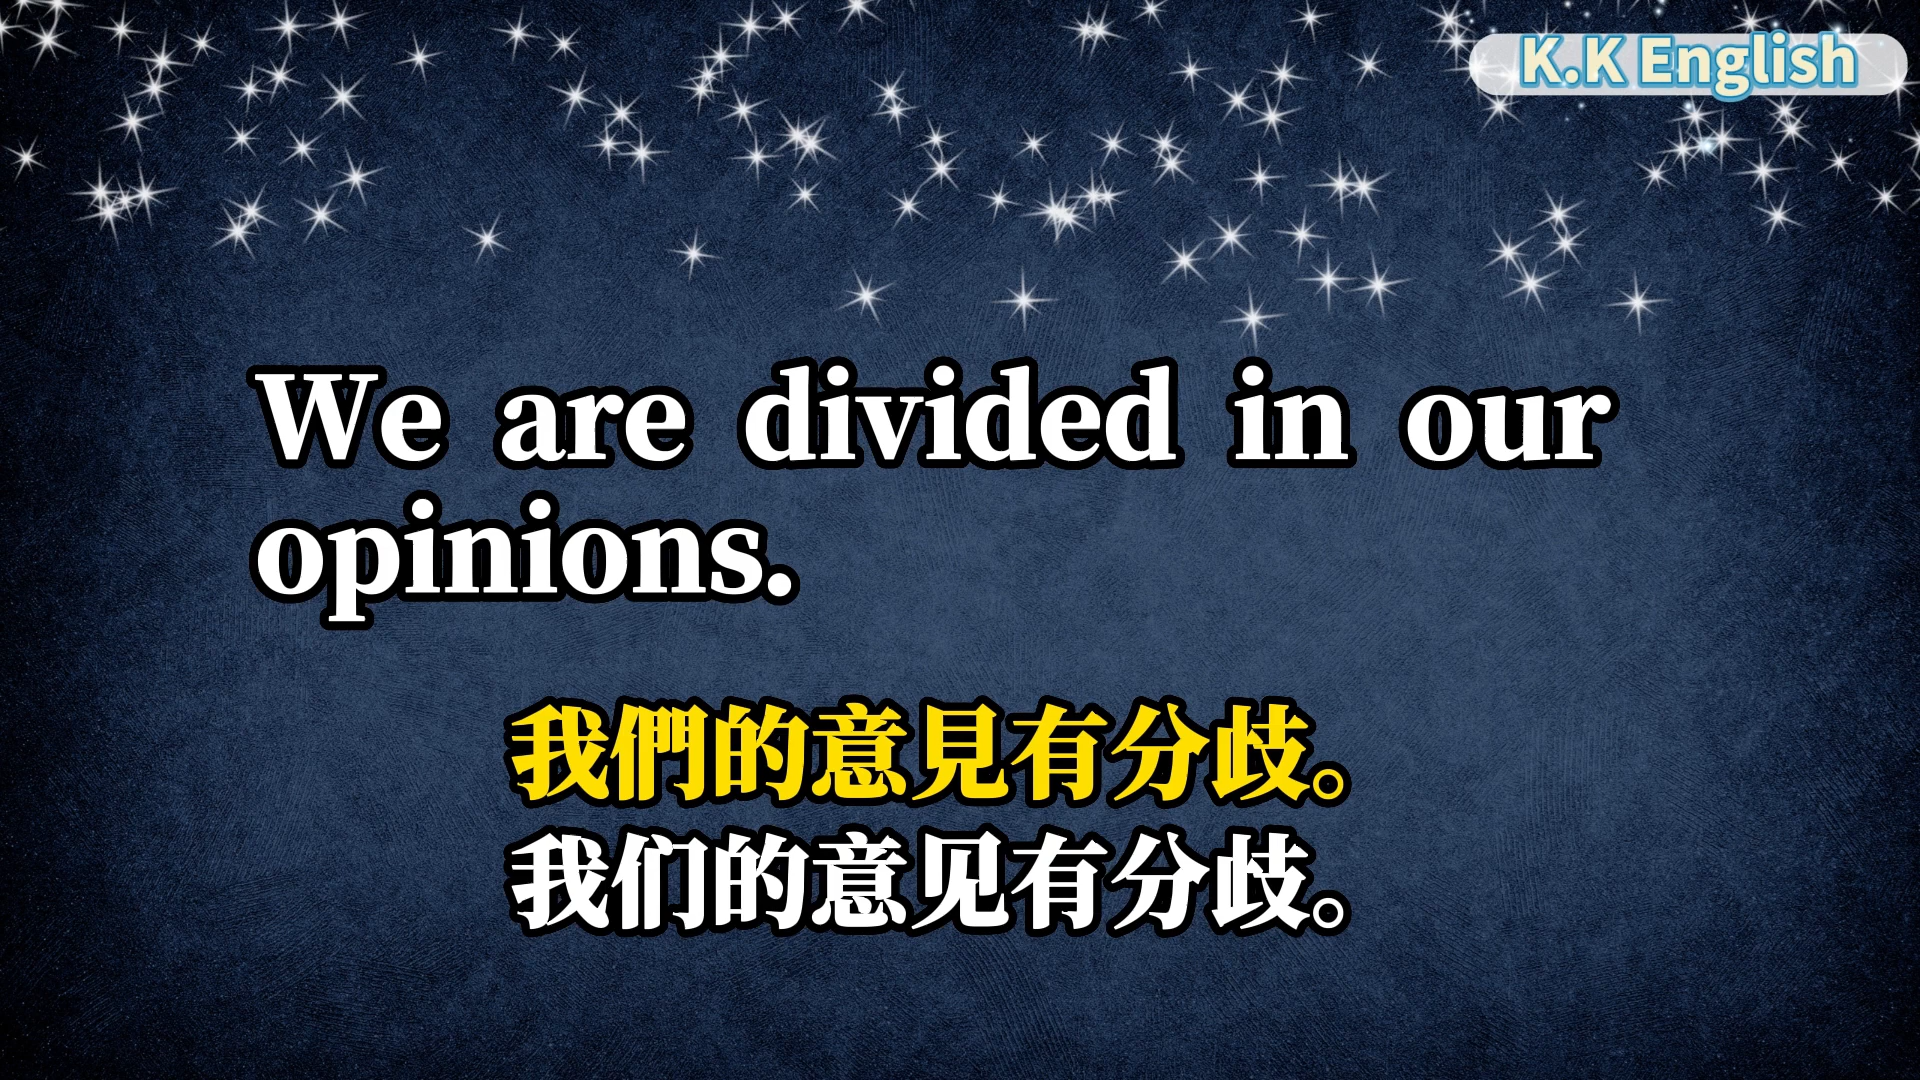 K.K English
We are divided in our
opinions.
我們的意見有分歧。
我们的意见有分歧。